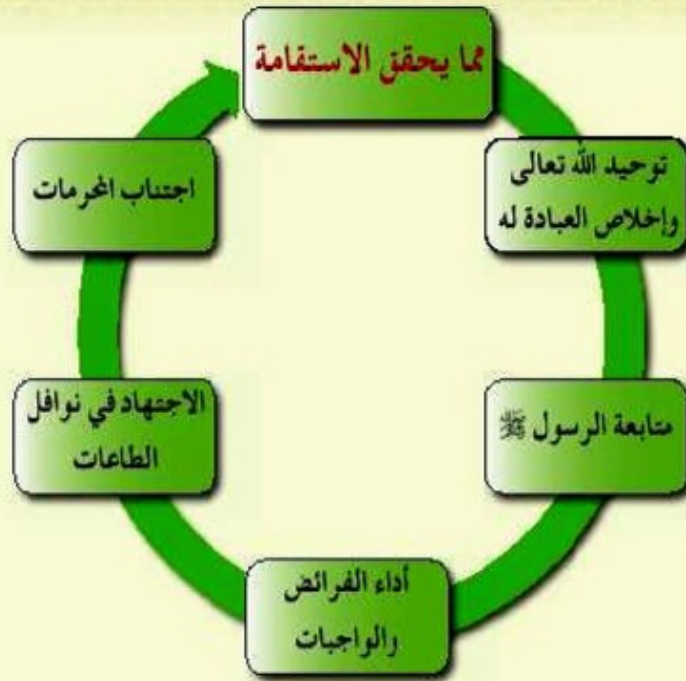 مما يحقق الاستقامة
توحيد الله تعالى
وإخلاص العبادة له
متابعة الرسول ﷺ
أداء الفرائض
والواجبات
الاجتهاد في نوافل
الطاعات
اجتناب المحرمات